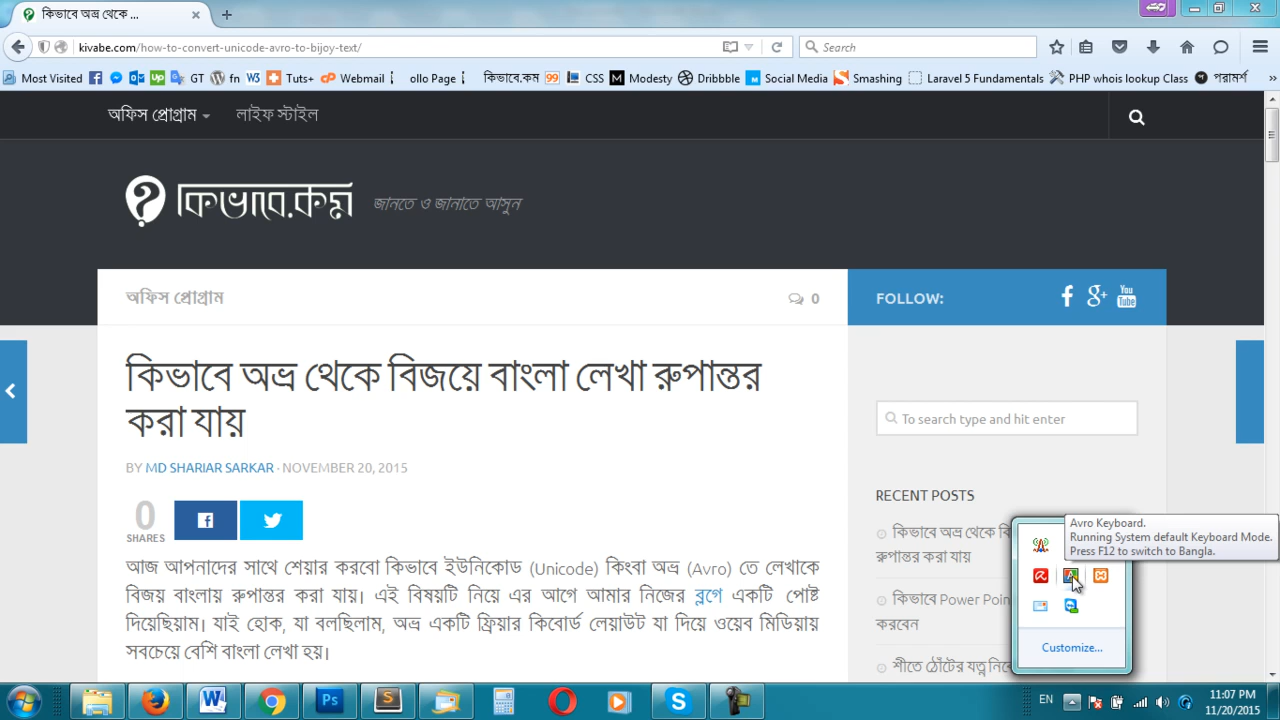 কিভাবে অভ্র থেকে ...
kivabe.com/how-to-convert-unicode-avro-to-bijoy-text/
Search
Most Visited
GT
fn
Tuts+
Webmail
ollo Page
কিভাবে.কম
CSS
Modesty
Dribbble
Social Media
Smashing
Laravel 5 Fundamentals
PHP whois lookup Class
পরামর্শ
অফিস প্রোগ্রাম
লাইফ স্টাইল
কিভাবে.কম
জানতে ও জানাতে আসুন
অফিস প্রোগ্রাম
0
FOLLOW:
কিভাবে অভ্র থেকে বিজয়ে বাংলা লেখা রুপান্তর
করা যায়
BY MD SHARIAR SARKAR · NOVEMBER 20, 2015
0
SHARES
আজ আপনাদের সাথে শেয়ার করবো কিভাবে ইউনিকোড (Unicode) কিংবা অভ্র (Avro) তে লেখাকে
বিজয় বাংলায় রুপান্তর করা যায়। এই বিষয়টি নিয়ে এর আগে আমার নিজের ব্লগে একটি পোষ্ট
দিয়েছিয়াম। যাই হোক, যা বলছিলাম, অভ্র একটি ফ্রিয়ার কিবোর্ড লেয়াউট যা দিয়ে ওয়েব মিডিয়ায়
সবচেয়ে বেশি বাংলা লেখা হয়।
To search type and hit enter
RECENT POSTS
কিভাবে অভ্র থেকে
রুপান্তর করা যায়
কিভাবে Power Poin
করবেন
শীতে ঠোঁটের যত্ন
Avro Keyboard.
Running System default Keyboard Mode.
Press F12 to switch to Bangla.
Customize...
EN
11:07 PM
11/20/2015